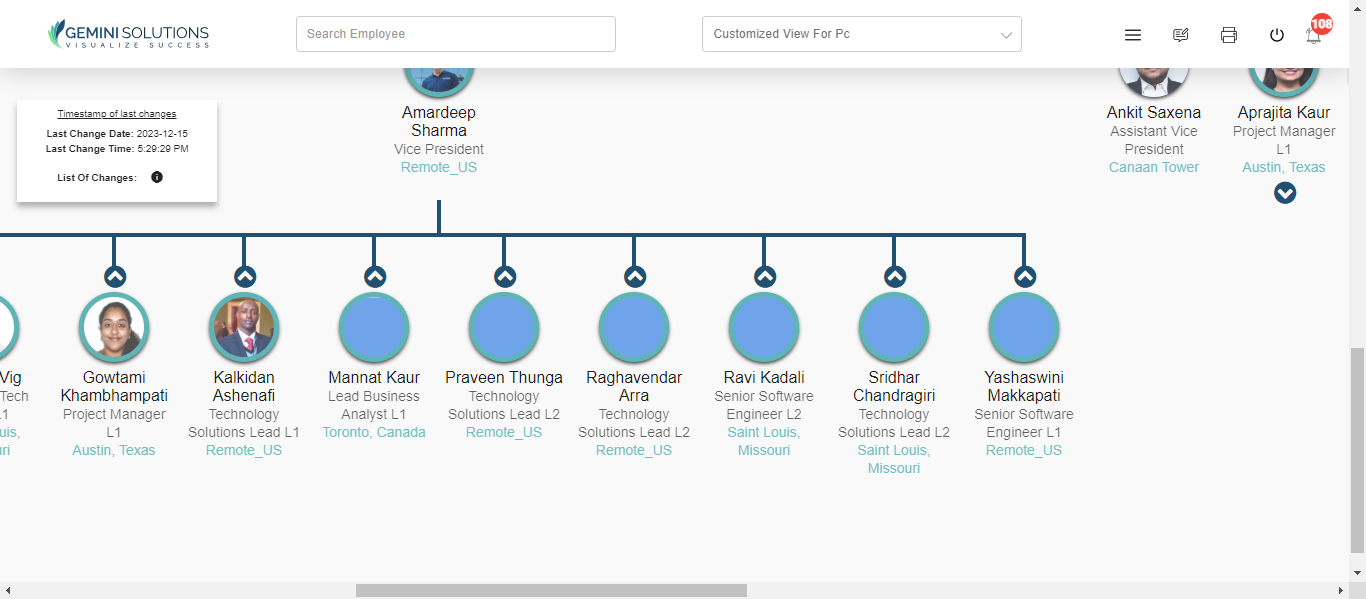 GEMINI SOLUTIONS
VISUALIZE SUCCESS
Search Employee
Customized View For Pc
108
Timestamp of last changes
Last Change Date: 2023-12-15
Last Change Time: 5:29:29 PM
List Of Changes:
Amardeep
Sharma
Vice President
Remote_US
Ankit Saxena
Assistant Vice
President
Canaan Tower
Aprajita Kaur
Project Manager
L1
Austin, Texas
Vig
Tech
Gowtami
Khambhampati
Project Manager
L1
Austin, Texas
Kalkidan
Ashenafi
Technology
Solutions Lead L1
Remote_US
Mannat Kaur
Lead Business
Analyst L1
Toronto, Canada
Praveen Thunga
Technology
Solutions Lead L2
Remote_US
Raghavendar
Arra
Technology
Solutions Lead L2
Remote_US
Ravi Kadali
Senior Software
Engineer L2
Saint Louis,
Missouri
Sridhar
Chandragiri
Technology
Solutions Lead L2
Saint Louis,
Missouri
Yashaswini
Makkapati
Senior Software
Engineer L1
Remote_US